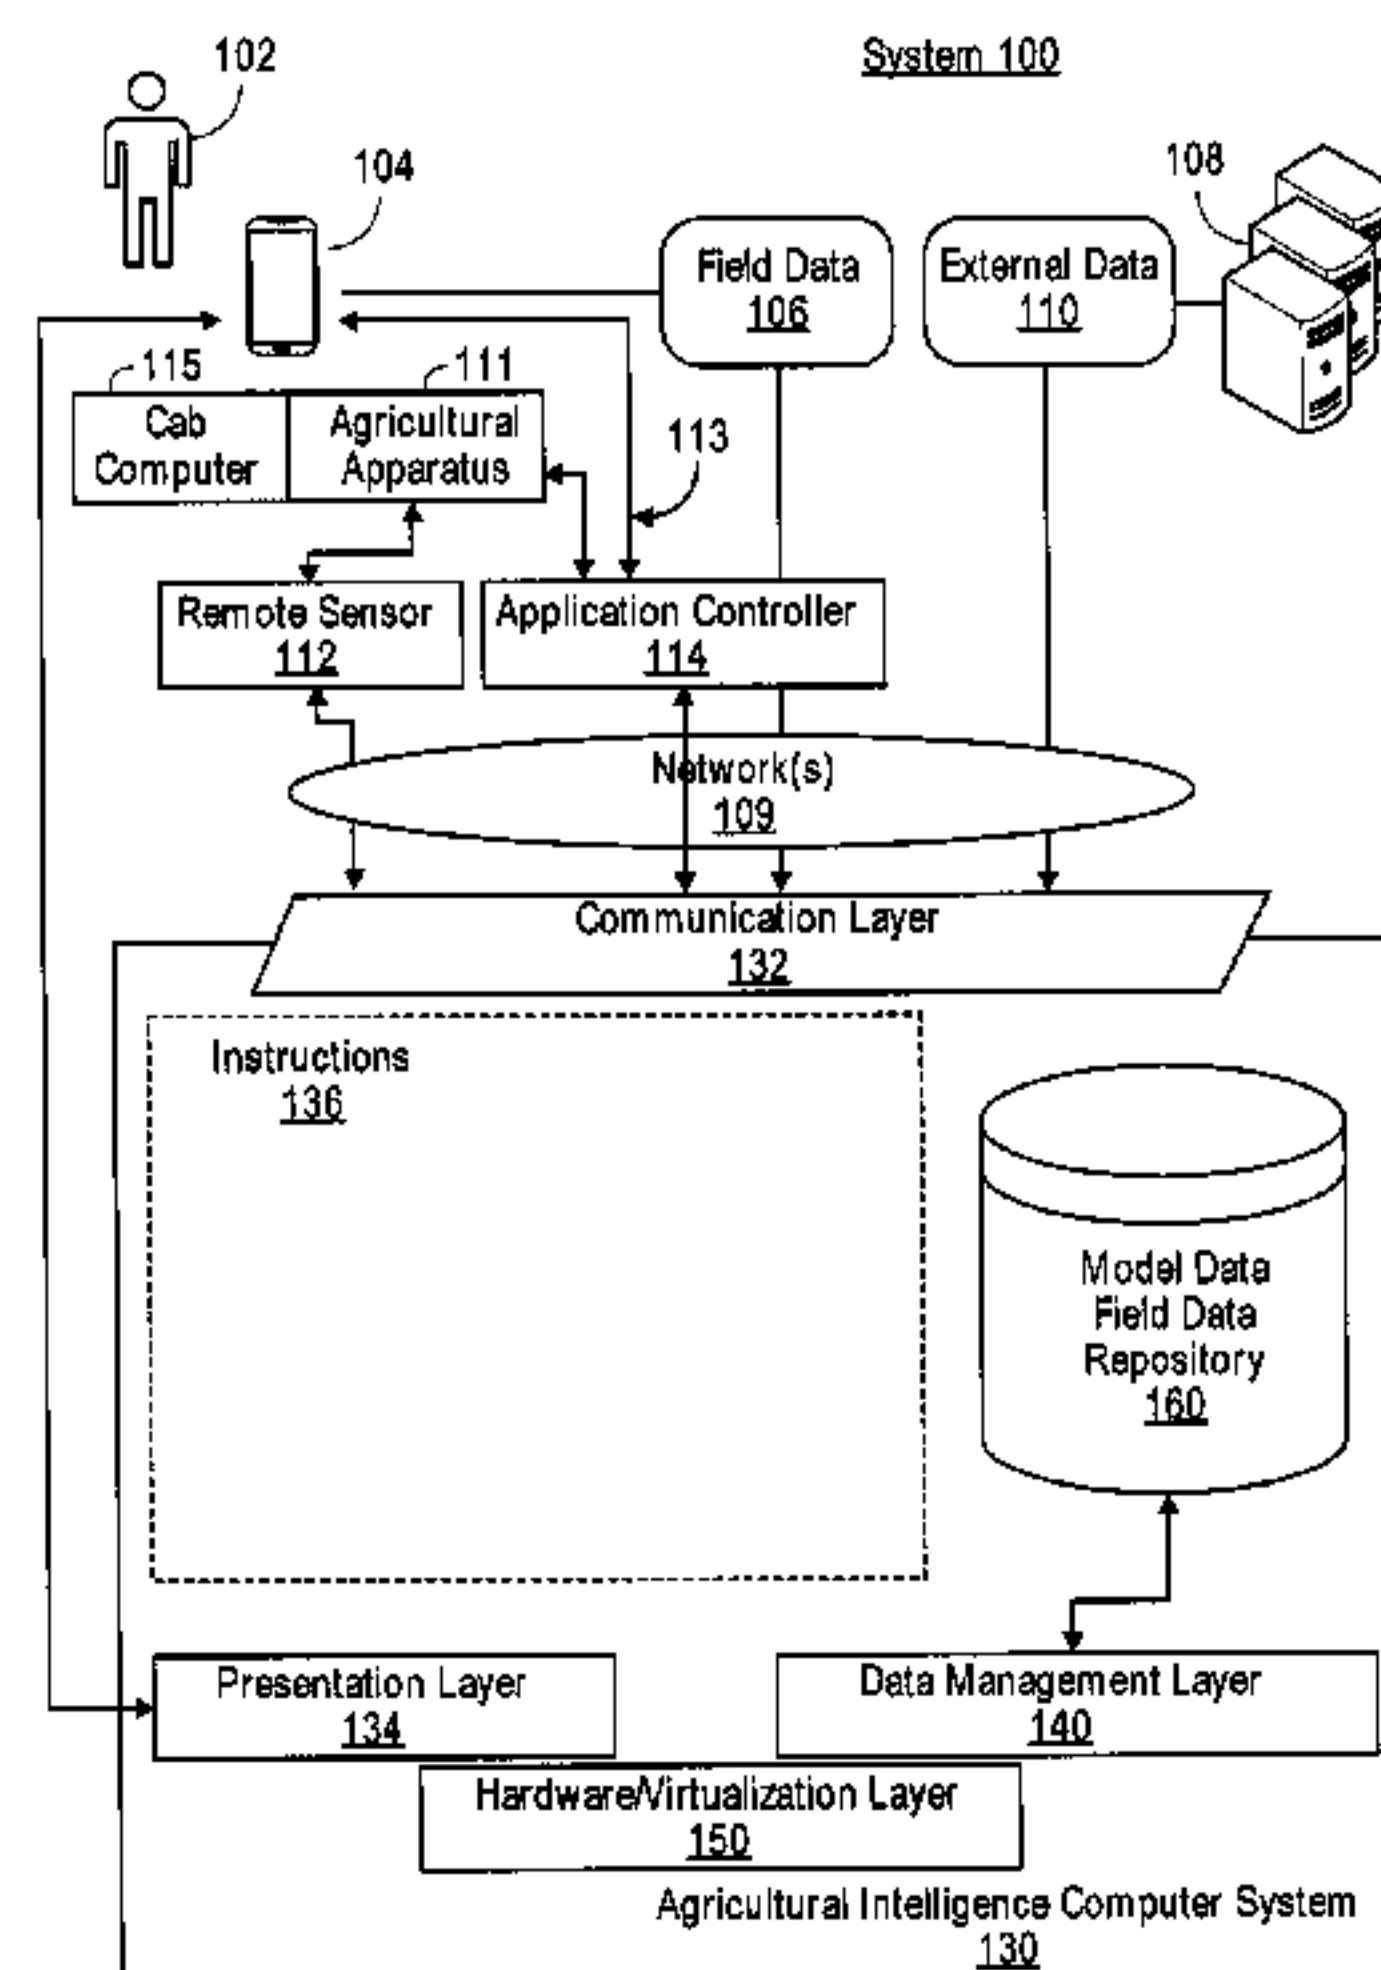 102
System 100
104
108
Field Data
106
External Data
110
115
111
Cab
Computer
Agricultural
Apparatus
113
Remote Sensor
112
Application Controller
114
Network(s)
109
Communication Layer
132
Instructions
136
Model Data
Field Data
Repository
160
Presentation Layer
134
Data Management Layer
140
Hardware/Virtualization Layer
150
Agricultural Intelligence Computer System
130